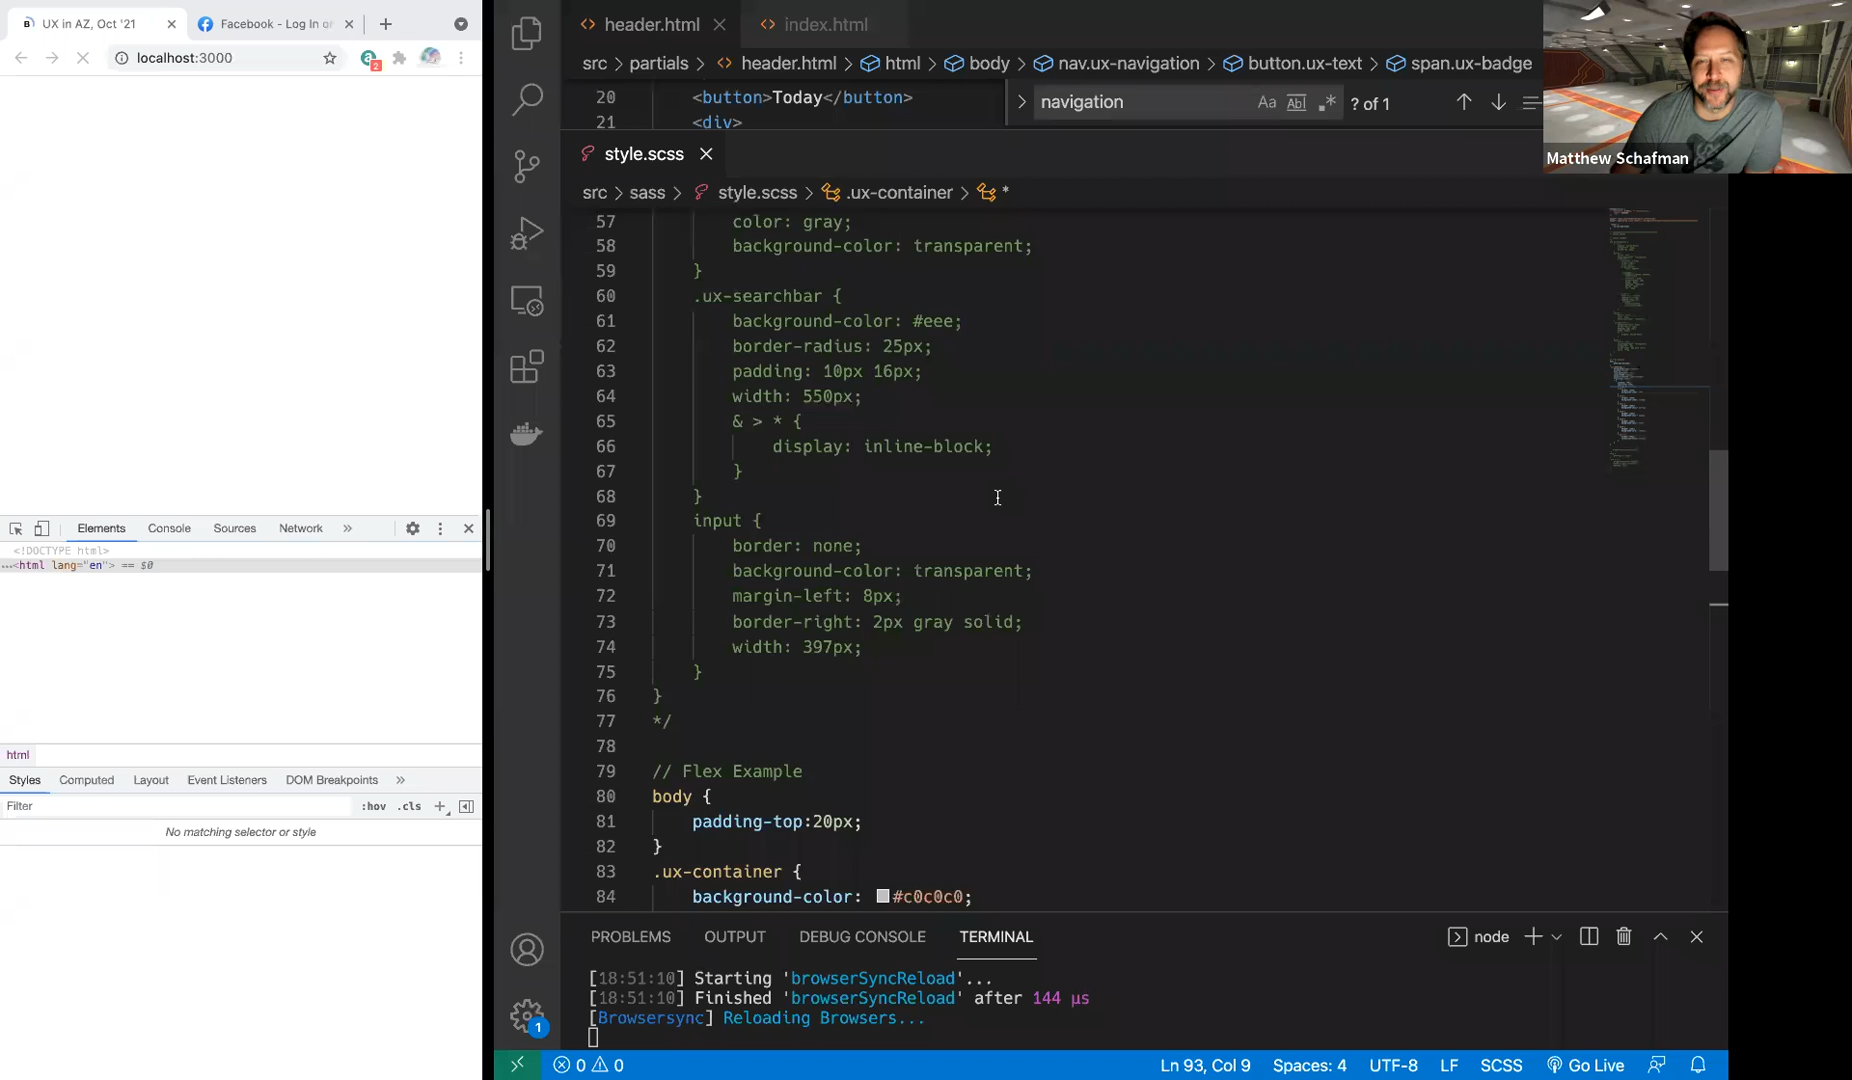 UX in AZ, Oct '21
Facebook - Log In or
localhost:3000
2
Elements Console Sources Network
<!DOCTYPE html>
...<html lang="en"> == $0
html
Styles Computed Layout Event Listeners DOM Breakpoints
Filter :hov .cls
No matching selector or style
header.html index.html
src > partials > header.html > html > body > nav.ux-navigation > button.ux-text > span.ux-badge
20 <button>Today</button>
21 <div>
navigation Aa Abl .* ? of 1
style.scss
src > sass > style.scss > .ux-container > *
57 color: gray;
58 background-color: transparent;
59 }
60 .ux-searchbar {
61 background-color: #eee;
62 border-radius: 25px;
63 padding: 10px 16px;
64 width: 550px;
65 & > * {
66 display: inline-block;
67 }
68 }
69 input {
70 border: none;
71 background-color: transparent;
72 margin-left: 8px;
73 border-right: 2px gray solid;
74 width: 397px;
75 }
76 }
77 */
78
79 // Flex Example
80 body {
81 padding-top:20px;
82 }
83 .ux-container {
84 background-color: #c0c0c0;
PROBLEMS OUTPUT DEBUG CONSOLE TERMINAL
node
[18:51:10] Starting 'browserSyncReload'...
[18:51:10] Finished 'browserSyncReload' after 144 μs
[Browsersync] Reloading Browsers...
1
0 0 Ln 93, Col 9 Spaces: 4 UTF-8 LF SCSS Go Live
Matthew Schafman